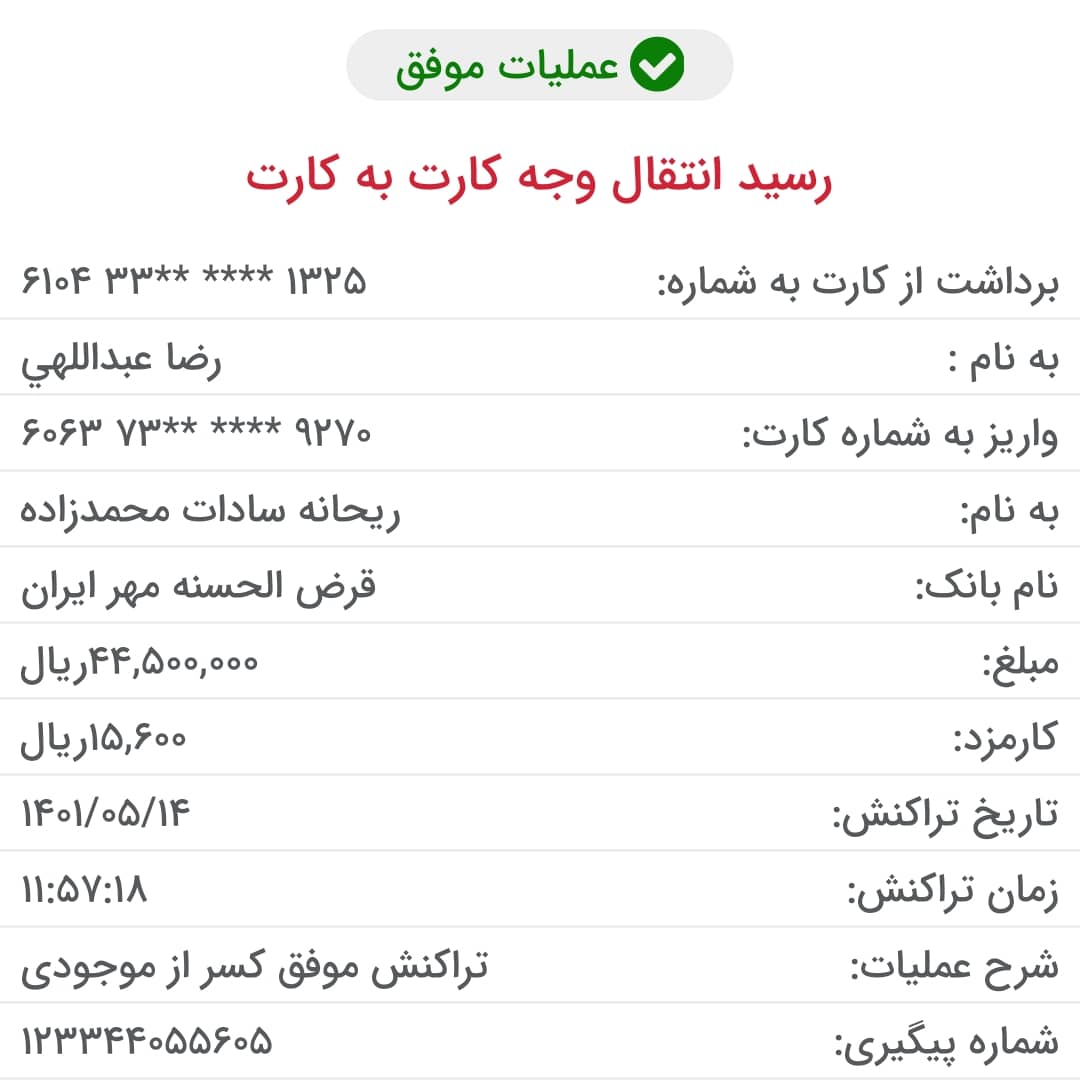 عملیات موفق
رسید انتقال وجه کارت به کارت
برداشت از کارت به شماره: ۶۱۰۴ ۳۳** **** ۱۳۲۵
به نام : رضا عبداللهي
واریز به شماره کارت: ۶۰۶۳ ۷۳** **** ۹۲۷۰
به نام: ریحانه سادات محمدزاده
نام بانک: قرض الحسنه مهر ایران
مبلغ: ۴۴,۵۰۰,۰۰۰ریال
کارمزد: ۱۵,۶۰۰ریال
تاریخ تراکنش: ۱۴۰۱/۰۵/۱۴
زمان تراکنش: ۱۱:۵۷:۱۸
شرح عملیات: تراکنش موفق کسر از موجودی
شماره پیگیری: ۱۲۳۳۴۴۰۵۵۶۰۵